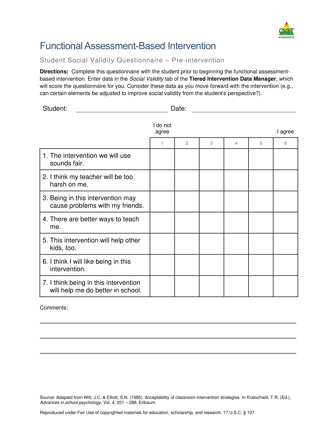 Functional Assessment-Based Intervention
Student Social Validity Questionnaire – Pre-intervention
Directions: Complete this questionnaire with the student prior to beginning the functional assessment-
based intervention. Enter data in the Social Validity tab of the Tiered Intervention Data Manager, which
will score the questionnaire for you. Consider these data as you move forward with the intervention (e.g.,
can certain elements be adjusted to improve social validity from the student's perspective?).
Student: Date:
I do not
agree I agree
1 2 3 4 5 6
1. The intervention we will use
sounds fair.
2. I think my teacher will be too
harsh on me.
3. Being in this intervention may
cause problems with my friends.
4. There are better ways to teach
me.
5. This intervention will help other
kids, too.
6. I think I will like being in this
intervention.
7. I think being in this intervention
will help me do better in school.
Comments:
Source: Adapted from Witt, J.C. & Elliott, S.N. (1985). Acceptability of classroom intervention strategies. In Kratochwill, T.R. (Ed.),
Advances in school psychology, Vol. 4, 251 – 288. Erlbaum.
Reproduced under Fair Use of copyrighted materials for education, scholarship, and research. 17 U.S.C. § 107